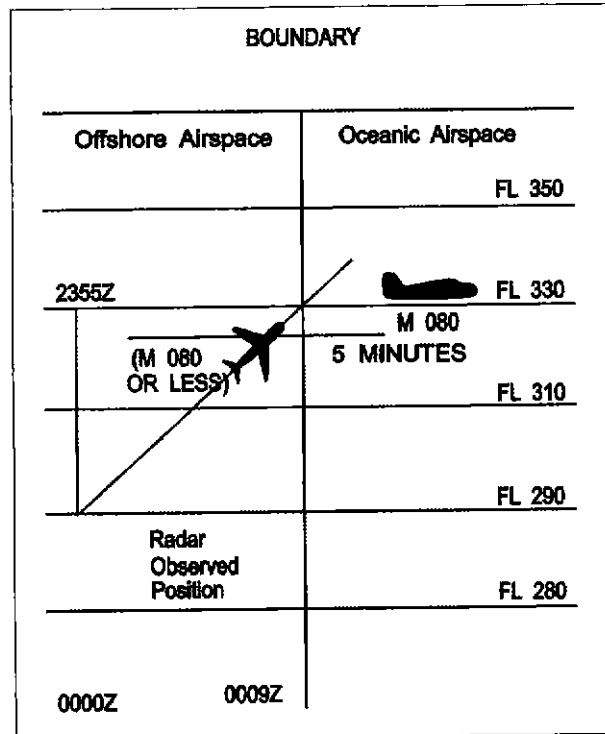 BOUNDARY
Offshore Airspace
Oceanic Airspace
FL 350
2355Z
FL 330
(M 080
OR LESS)
M 080
5 MINUTES
FL 310
FL 290
Radar
Observed
Position
FL 280
0000Z
0009Z